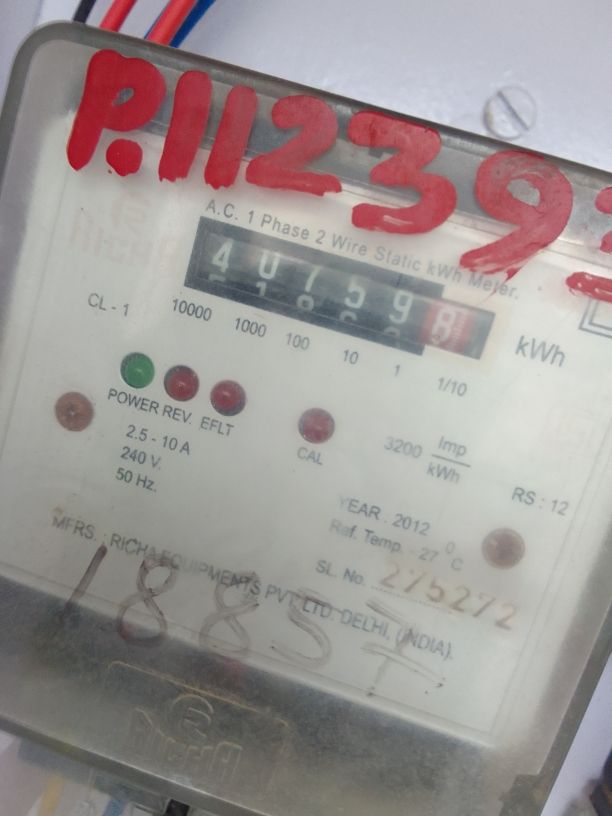 P.11239
A.C. 1 Phase 2 Wire Static kWh Meter.
4 0 7 5 9 8 kWh
CL - 1 10000 1000 100 10 1 1/10
POWER REV. EFLT
CAL
3200 Imp/kWh
2.5 - 10 A
240 V.
50 Hz.
RS : 12
YEAR : 2012
Ref. Temp. - 27 °C
SL. No. 275272
MFRS. : RICHA EQUIPMENTS PVT. LTD. DELHI, (INDIA).
18857
RICHA